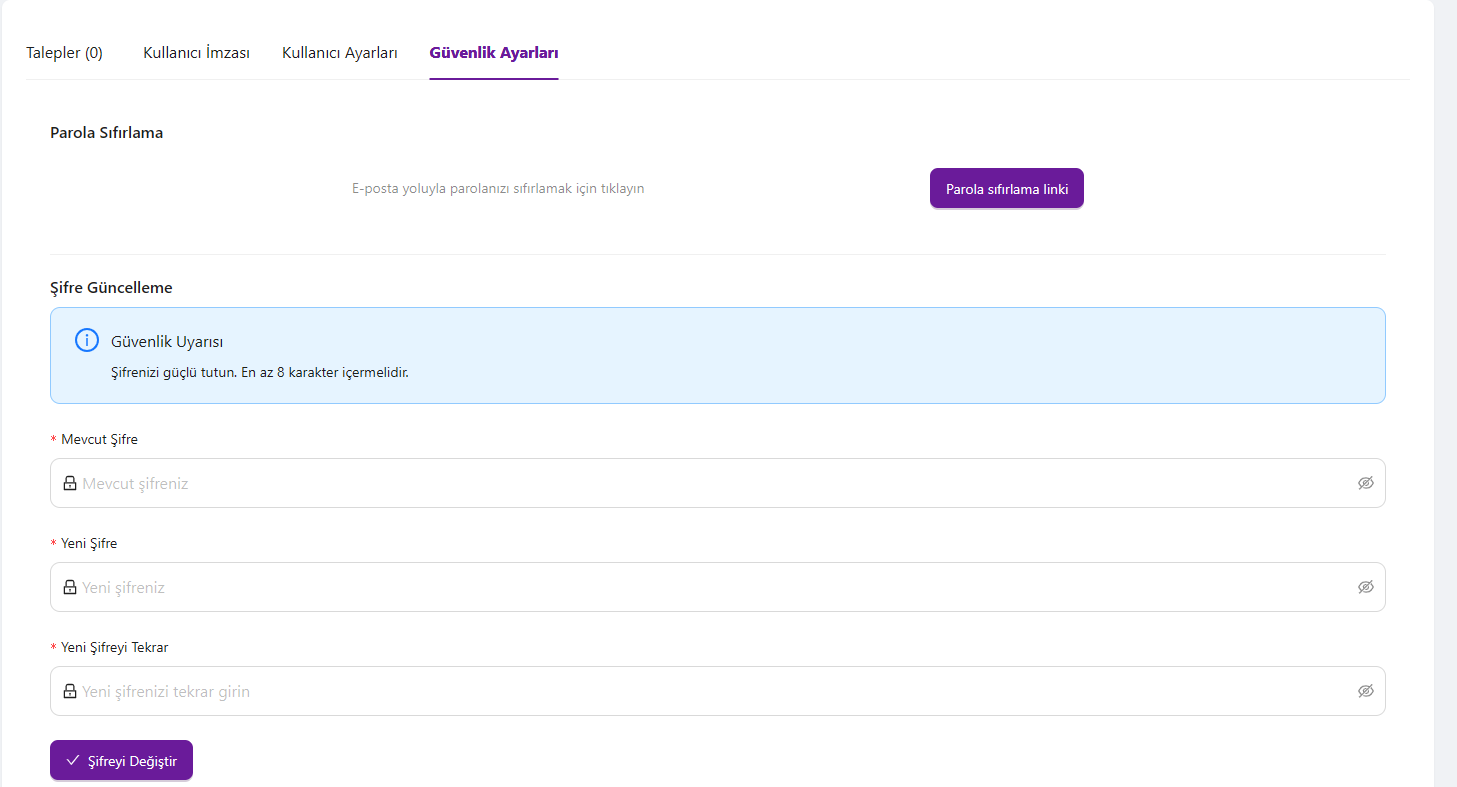 Talepler (0) Kullanıcı İmzası Kullanıcı Ayarları Güvenlik Ayarları
Parola Sıfırlama
E-posta yoluyla parolanızı sıfırlamak için tıklayın Parola sıfırlama linki
Şifre Güncelleme
Güvenlik Uyarısı
Şifrenizi güçlü tutun. En az 8 karakter içermelidir.
* Mevcut Şifre
Mevcut şifreniz
* Yeni Şifre
Yeni şifreniz
* Yeni Şifreyi Tekrar
Yeni şifrenizi tekrar girin
Şifreyi Değiştir